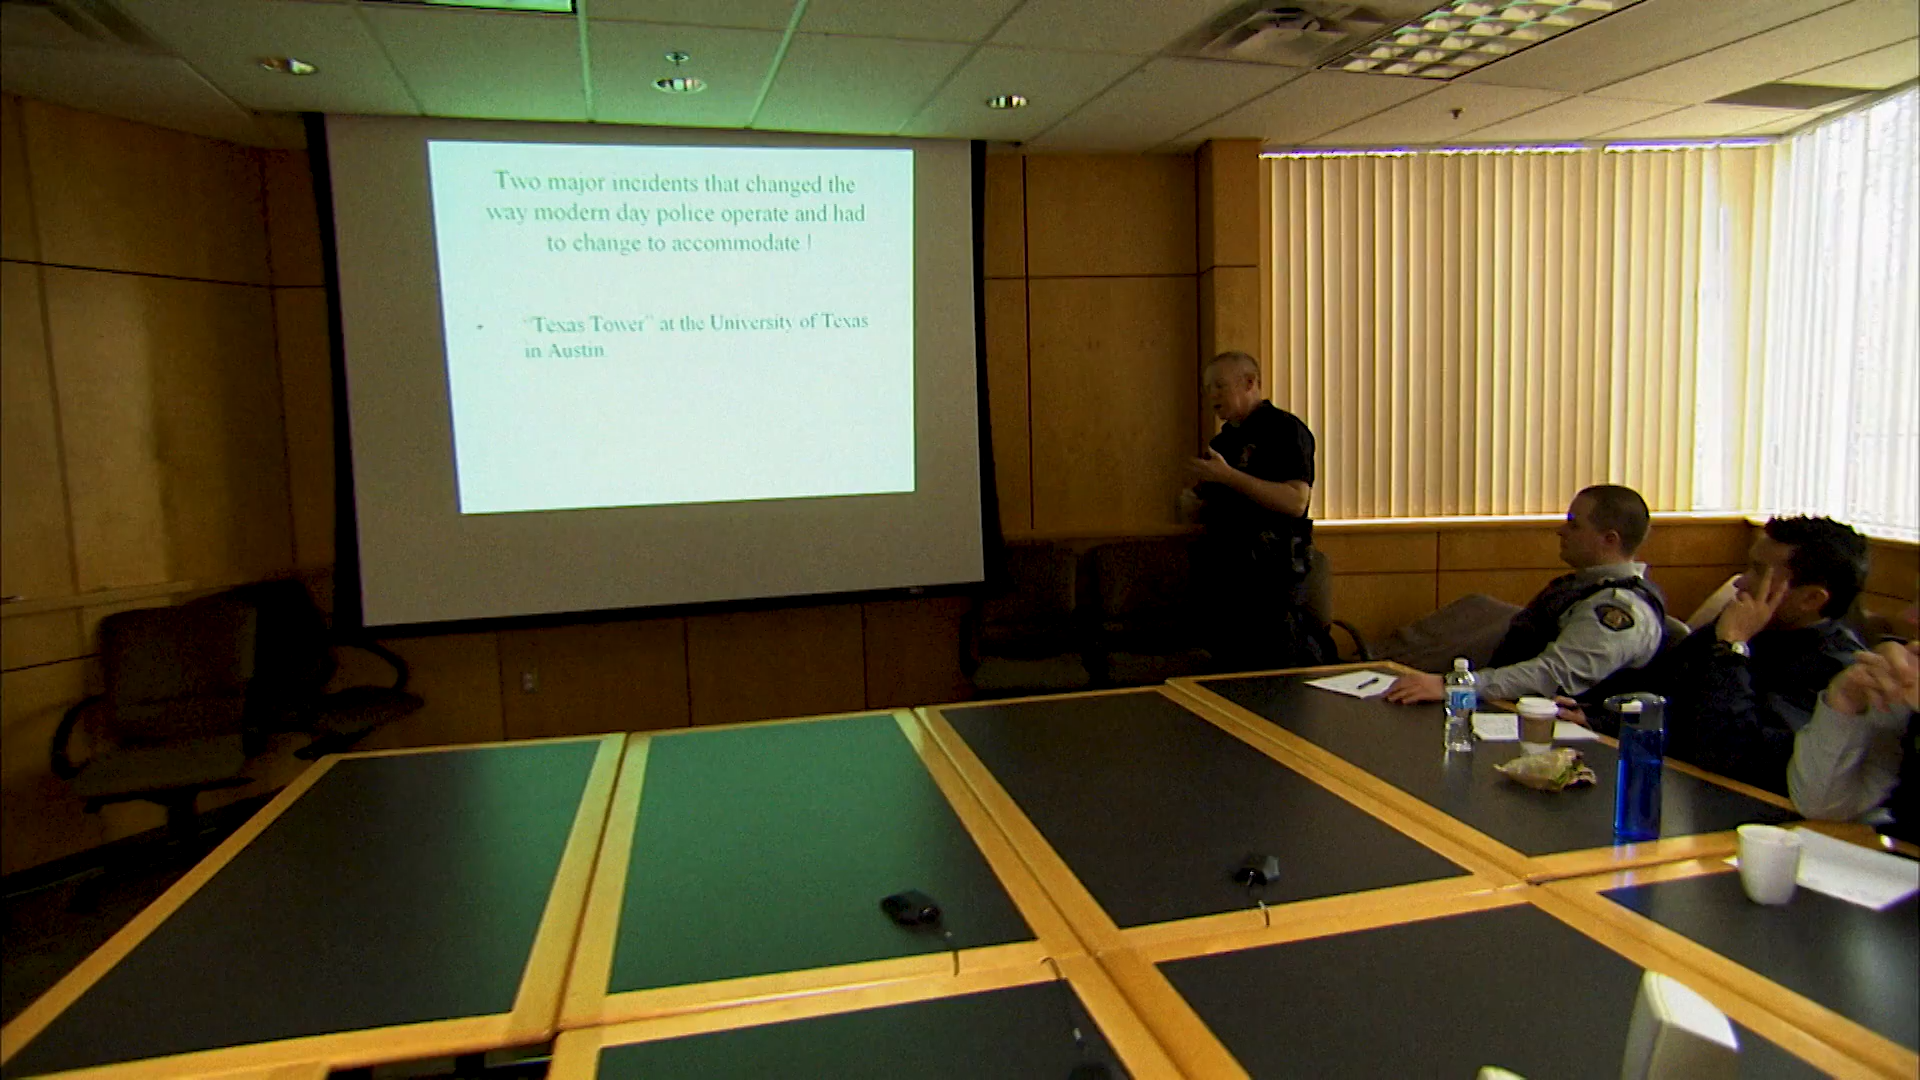 Two major incidents that changed the
way modern day police operate and had
to change to accommodate !
- "Texas Tower" at the University of Texas
in Austin